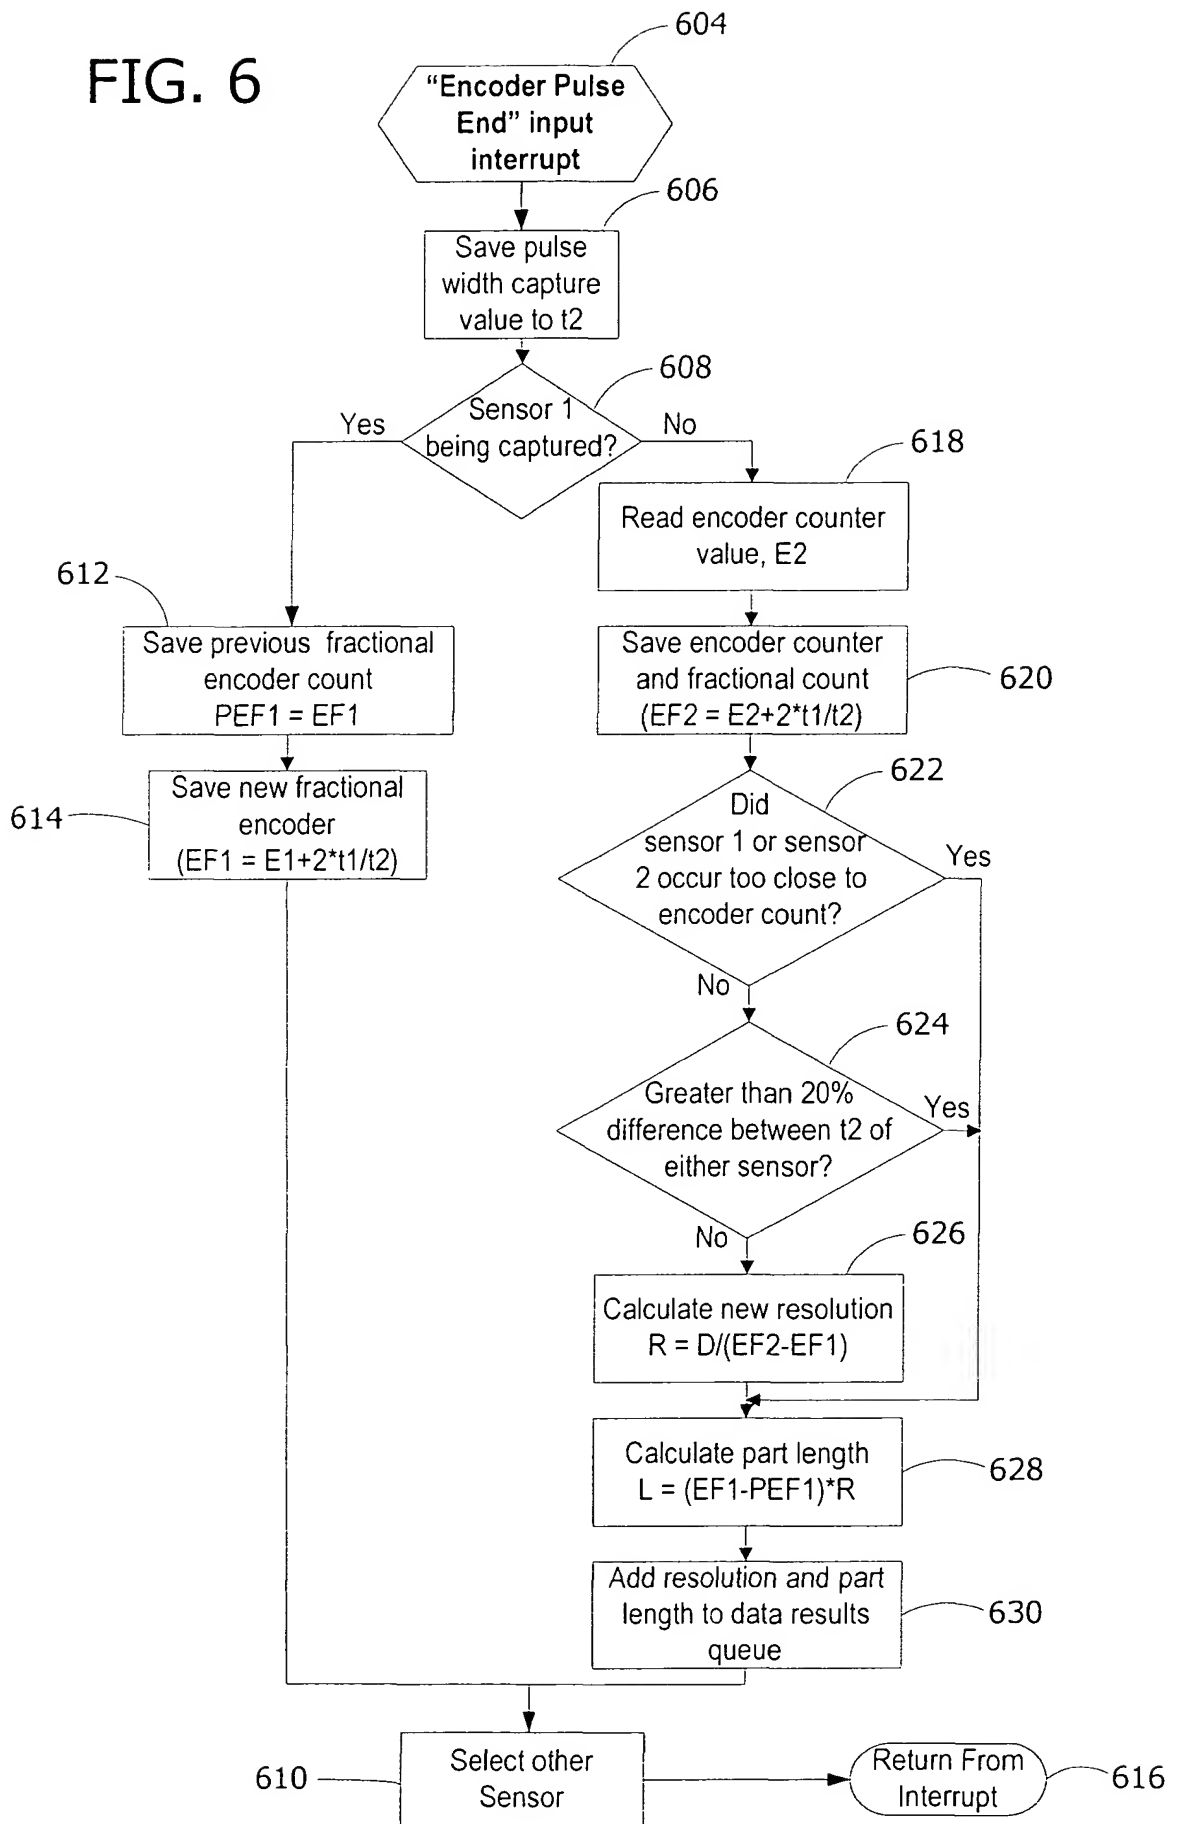 FIG. 6
604
“Encoder Pulse
End” input
interrupt
606
Save pulse
width capture
value to t2
608
Sensor 1
being captured?
Yes
No
618
Read encoder counter
value, E2
612
Save previous fractional
encoder count
PEF1 = EF1
Save encoder counter
and fractional count
(EF2 = E2+2*t1/t2)
620
614
Save new fractional
encoder
(EF1 = E1+2*t1/t2)
622
Did
sensor 1 or sensor
2 occur too close to
encoder count?
Yes
No
624
Greater than 20%
difference between t2 of
either sensor?
Yes
No
626
Calculate new resolution
R = D/(EF2-EF1)
Calculate part length
L = (EF1-PEF1)*R
628
Add resolution and part
length to data results
queue
630
610
Select other
Sensor
Return From
Interrupt
616